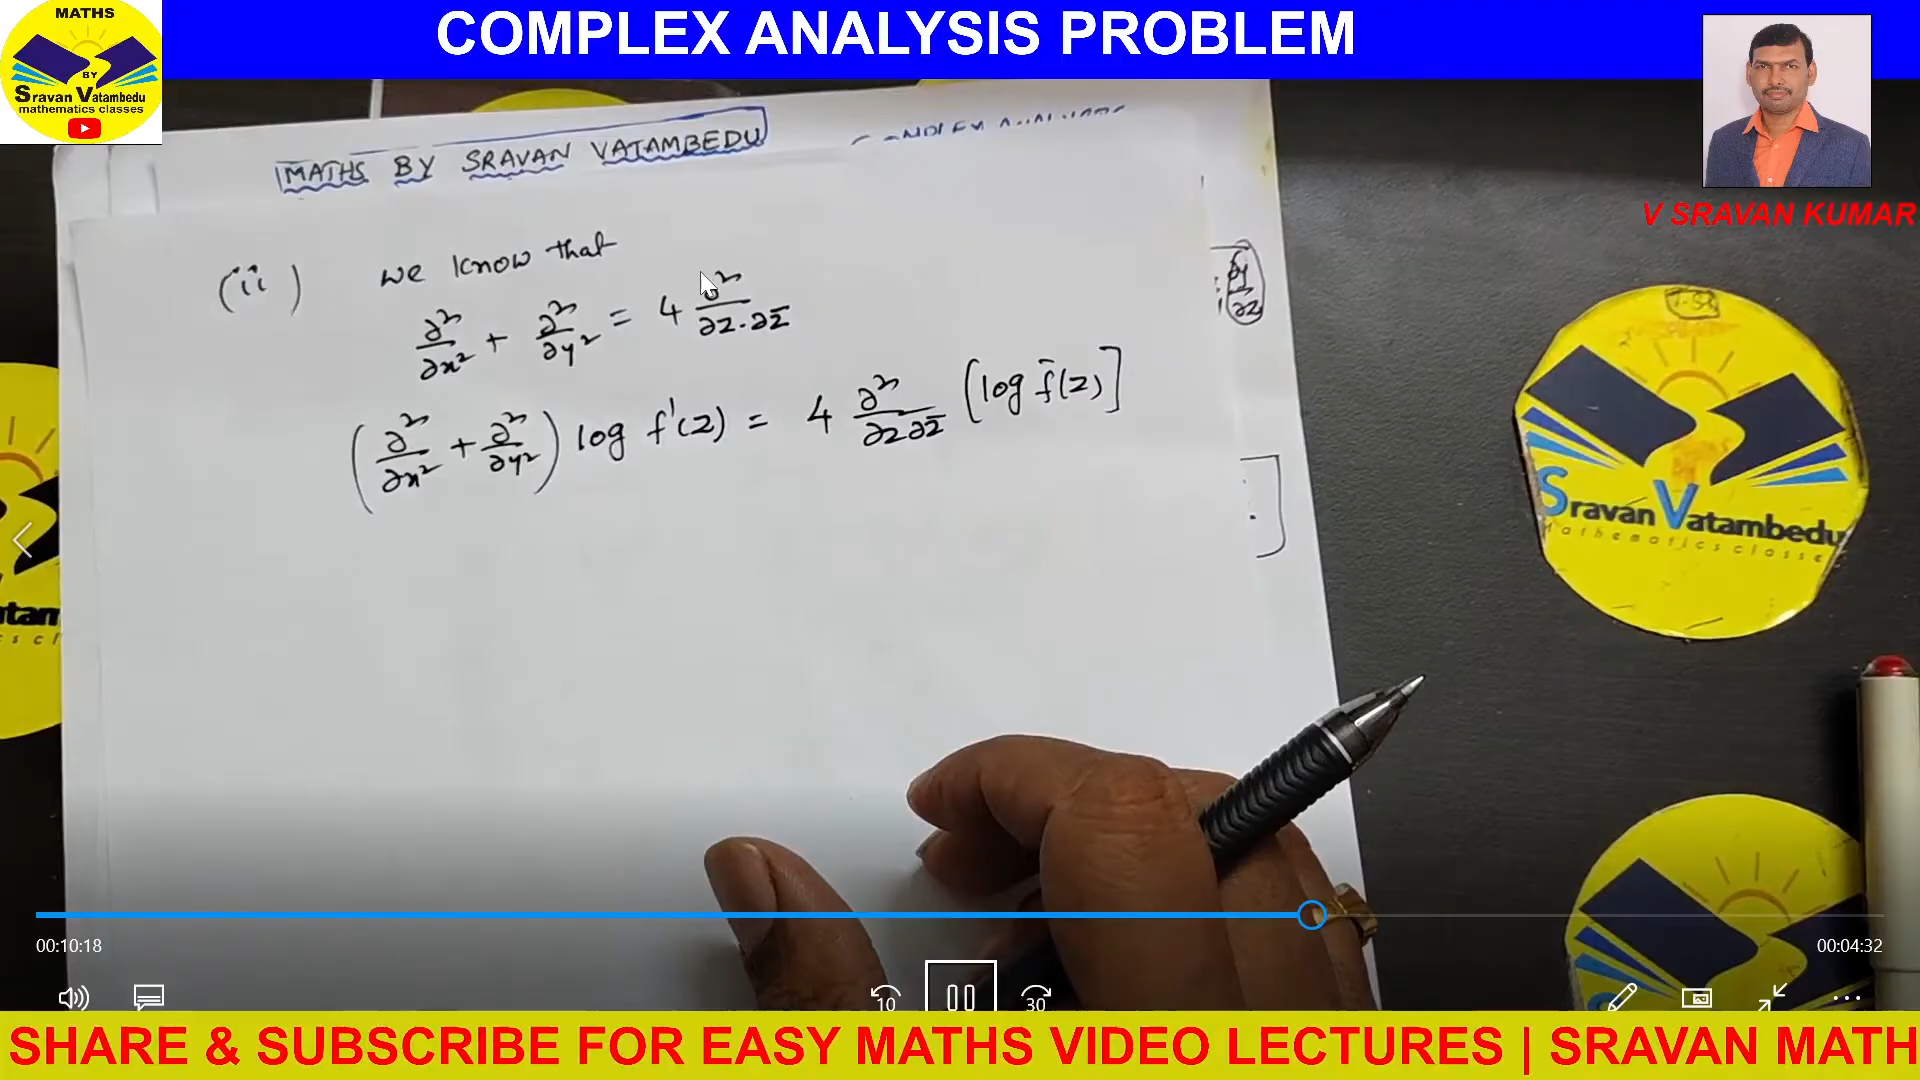 COMPLEX ANALYSIS PROBLEM
MATHS
BY
Sravan Vatambedu
mathematics classes
V SRAVAN KUMAR
MATHS BY SRAVAN VATAMBEDU
(ii) we know that
∂²/∂x² + ∂²/∂y² = 4 ∂²/∂z.∂z̄
(∂²/∂x² + ∂²/∂y²) log f'(z) = 4 ∂²/∂z∂z̄ (log f'(z)]
Sravan Vatambedu
Mathematics classes
00:10:18
00:04:32
10
30
SHARE & SUBSCRIBE FOR EASY MATHS VIDEO LECTURES | SRAVAN MATH